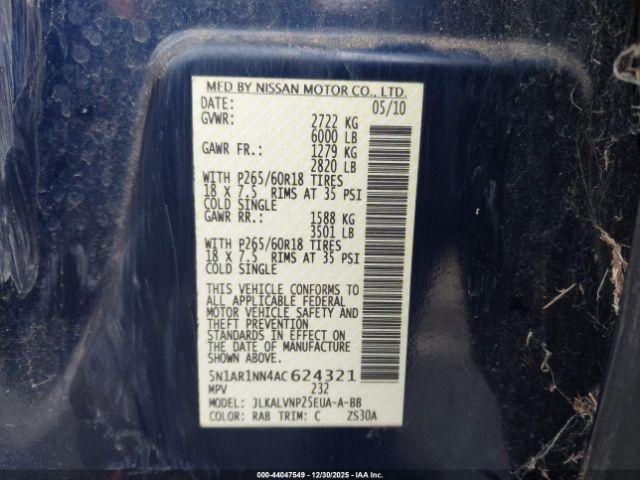 MFD BY NISSAN MOTOR CO., LTD.
DATE: 05/10
GVWR: 2722 KG
6000 LB
GAWR FR.: 1279 KG
2820 LB
WITH P265/60R18 TIRES
18 X 7.5 RIMS AT 35 PSI
COLD SINGLE
GAWR RR.: 1588 KG
3501 LB
WITH P265/60R18 TIRES
18 X 7.5 RIMS AT 35 PSI
COLD SINGLE
THIS VEHICLE CONFORMS TO
ALL APPLICABLE FEDERAL
MOTOR VEHICLE SAFETY AND
THEFT PREVENTION
STANDARDS IN EFFECT ON
THE DATE OF MANUFACTURE
SHOWN ABOVE.
5N1AR1NN4AC624321
MPV 232
MODEL: JLKALVNP25EUA-A-BB
COLOR: RAB TRIM: C ZS30A
000-44047549 - 12/30/2025 - IAA Inc.